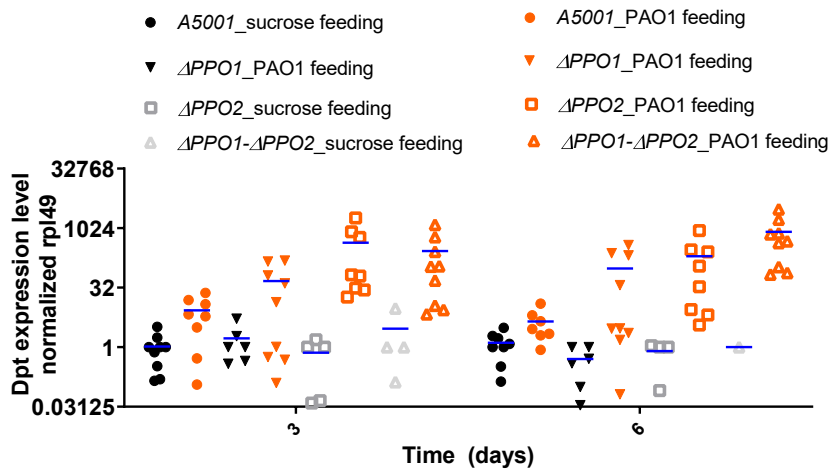 A5001_sucrose feeding
ΔPPO1_PAO1 feeding
ΔPPO2_sucrose feeding
ΔPPO1-ΔPPO2_sucrose feeding
A5001_PAO1 feeding
ΔPPO1_PAO1 feeding
ΔPPO2_PAO1 feeding
ΔPPO1-ΔPPO2_PAO1 feeding
Dpt expression level
normalized rpl49
32768
1024
32
1
0.03125
3
6
Time (days)